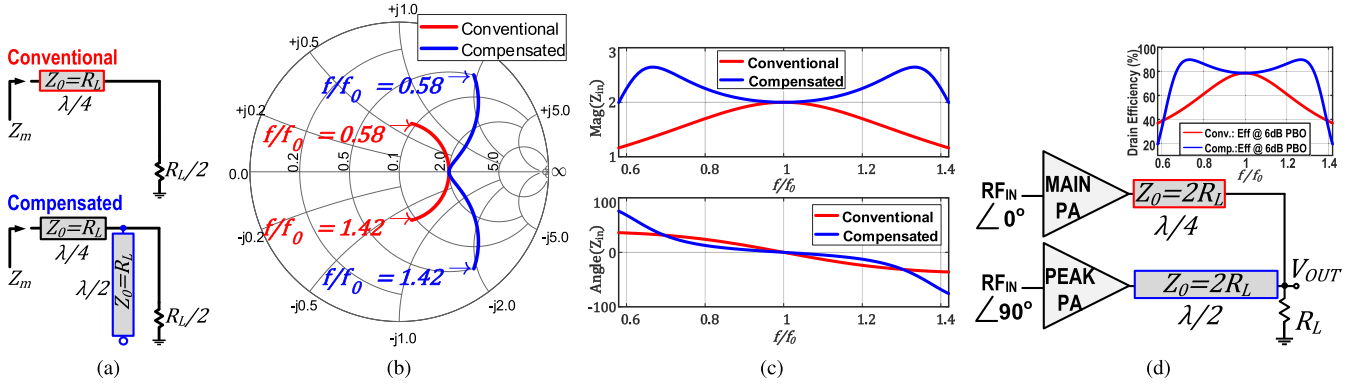 Conventional
Z0=RL
λ/4
Zm
RL/2
Compensated
Z0=RL
λ/4
Zm
λ/2
Z0=RL
RL/2
(a)
Conventional
Compensated
+j1.0
+j0.5
+j0.2
+j5.0
0.0
0.2
0.5
0.1
2.0
5.0
∞
-j0.2
-j0.5
-j1.0
-j2.0
-j5.0
f/f0 = 0.58
f/f0 = 0.58
f/f0 = 1.42
f/f0 = 1.42
(b)
Conventional
Compensated
Mag(Zin)
3
2
1
0.6 0.8 1 1.2 1.4
f/f0
Conventional
Compensated
Angle(Zin)
100
0
-100
0.6 0.8 1 1.2 1.4
f/f0
(c)
Drain Efficiency (%)
100
80
60
40
20
Conv.: Eff @ 6dB PBO
Comp.:Eff @ 6dB PBO
0.6 0.8 1 1.2 1.4
f/f0
RFIN
∠0º
MAIN
PA
Z0=2RL
λ/4
RFIN
∠90º
PEAK
PA
Z0=2RL
λ/2
VOUT
RL
(d)